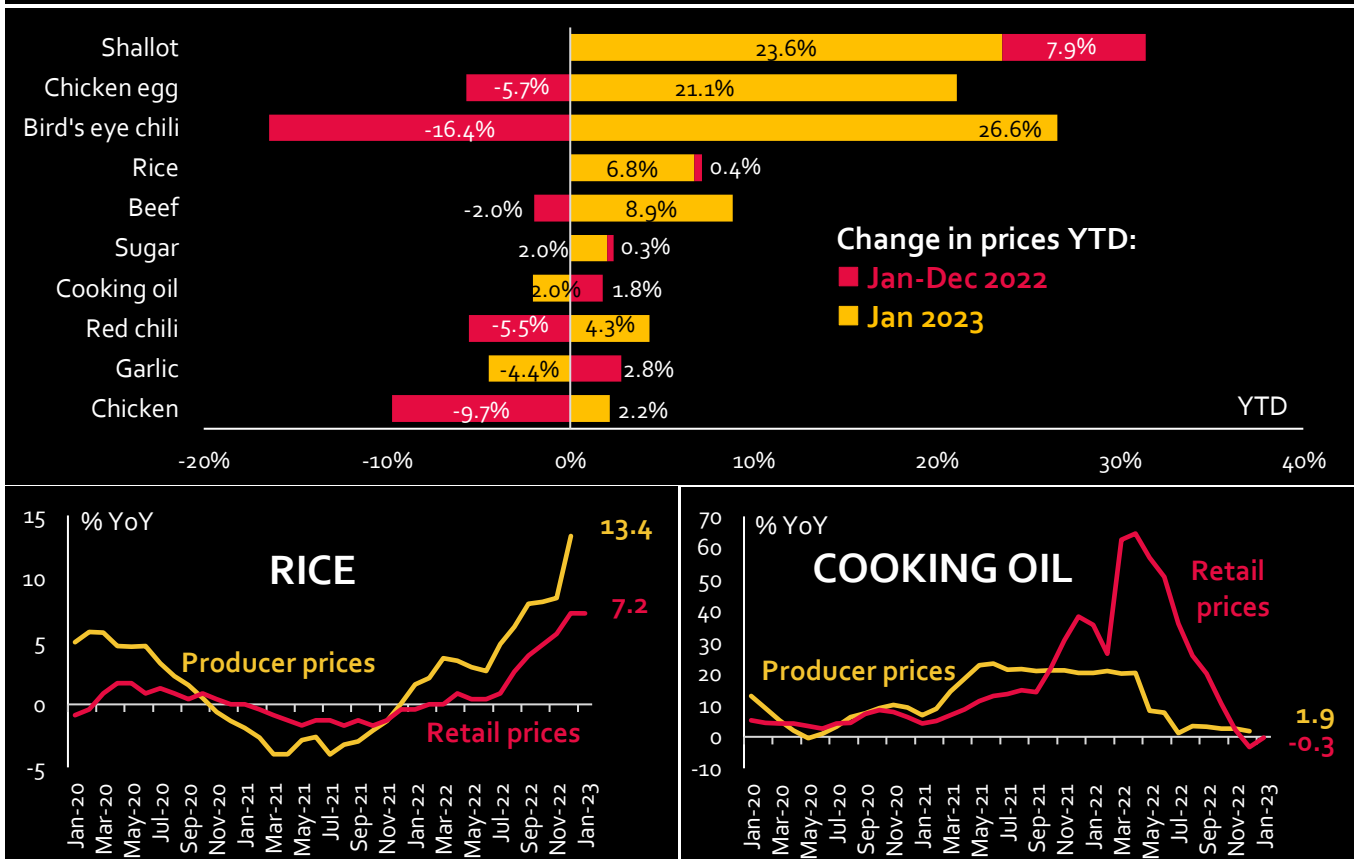 Shallot
23.6%
7.9%
Chicken egg
-5.7%
21.1%
Bird's eye chili
-16.4%
26.6%
Rice
6.8%
0.4%
Beef
-2.0%
8.9%
Sugar
2.0%
0.3%
Cooking oil
2.0%
1.8%
Red chili
-5.5%
4.3%
Garlic
-4.4%
2.8%
Chicken
-9.7%
2.2%
Change in prices YTD:
Jan-Dec 2022
Jan 2023
YTD
-20%
-10%
0%
10%
20%
30%
40%
15
10
5
0
-5
% YoY
RICE
13.4
7.2
Producer prices
Retail prices
Jan-20
Mar-20
May-20
Jul-20
Sep-20
Nov-20
Jan-21
Mar-21
May-21
Jul-21
Sep-21
Nov-21
Jan-22
Mar-22
May-22
Jul-22
Sep-22
Nov-22
Jan-23
70
60
50
40
30
20
10
0
-10
% YoY
COOKING OIL
Retail
prices
Producer prices
1.9
-0.3
Jan-20
Mar-20
May-20
Jul-20
Sep-20
Nov-20
Jan-21
Mar-21
May-21
Jul-21
Sep-21
Nov-21
Jan-22
Mar-22
May-22
Jul-22
Sep-22
Nov-22
Jan-23